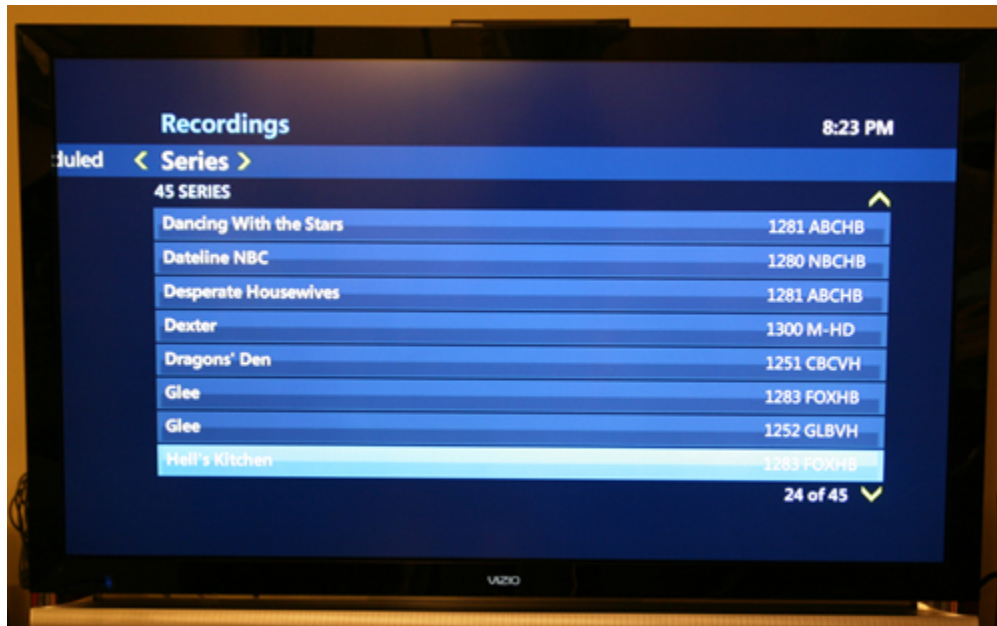 Recordings 8:23 PM
duled < Series >
45 SERIES
Dancing With the Stars 1281 ABCHB
Dateline NBC 1280 NBCHB
Desperate Housewives 1281 ABCHB
Dexter 1300 M-HD
Dragons' Den 1251 CBCVH
Glee 1283 FOXHB
Glee 1252 GLBVH
Hell's Kitchen 1283 FOXHB
24 of 45
VIZIO